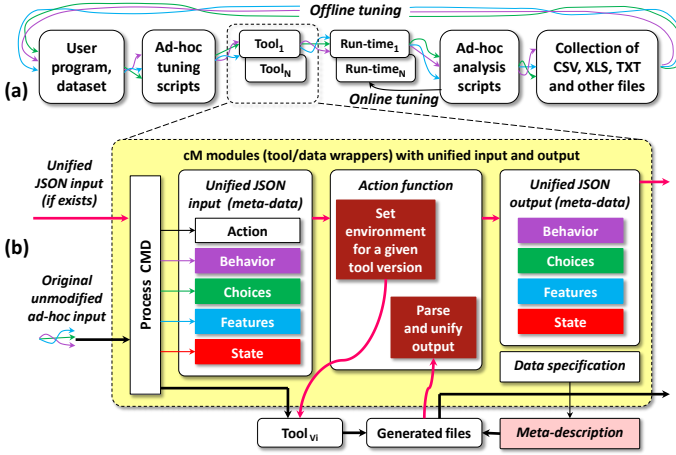 Offline tuning
User
program,
dataset
Ad-hoc
tuning
scripts
Tool1
ToolN
Run-time1
Run-timeN
Ad-hoc
analysis
scripts
Collection of
CSV, XLS, TXT
and other files
(a)
Online tuning
cM modules (tool/data wrappers) with unified input and output
Unified
JSON input
(if exists)
(b)
Original
unmodified
ad-hoc input
Process CMD
Unified JSON
input (meta-data)
Action
Behavior
Choices
Features
State
Action function
Set
environment
for a given
tool version
Parse
and unify
output
Unified JSON
output (meta-data)
Behavior
Choices
Features
State
Data specification
Tool Vi
Generated files
Meta-description